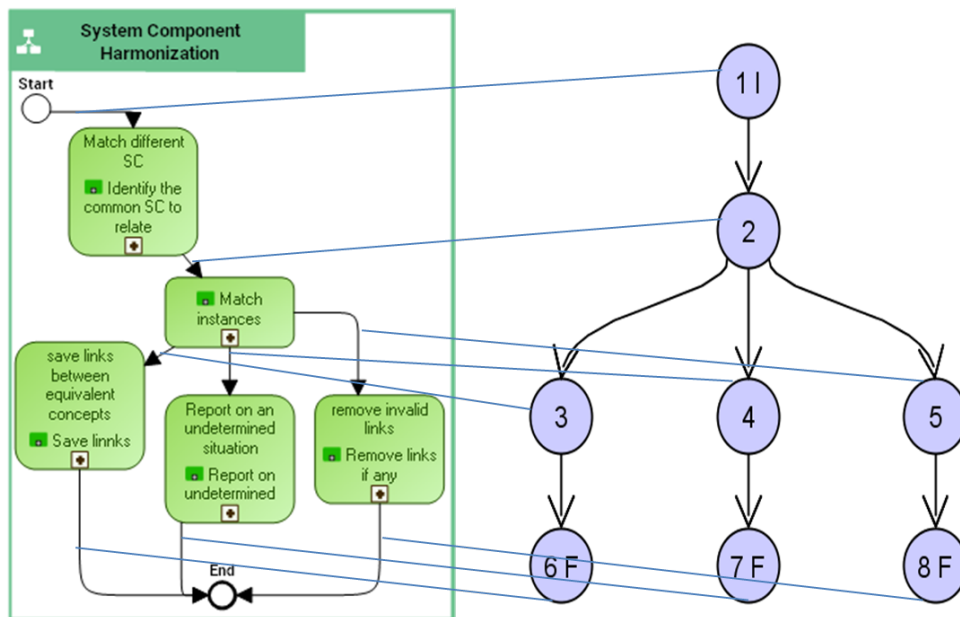 System Component
Harmonization
Start
Match different
SC
Identify the
common SC to
relate
Match
instances
save links
between
equivalent
concepts
Save linnks
Report on an
undetermined
situation
Report on
undetermined
remove invalid
links
Remove links
if any
End
1 I
2
3
4
5
6 F
7 F
8 F